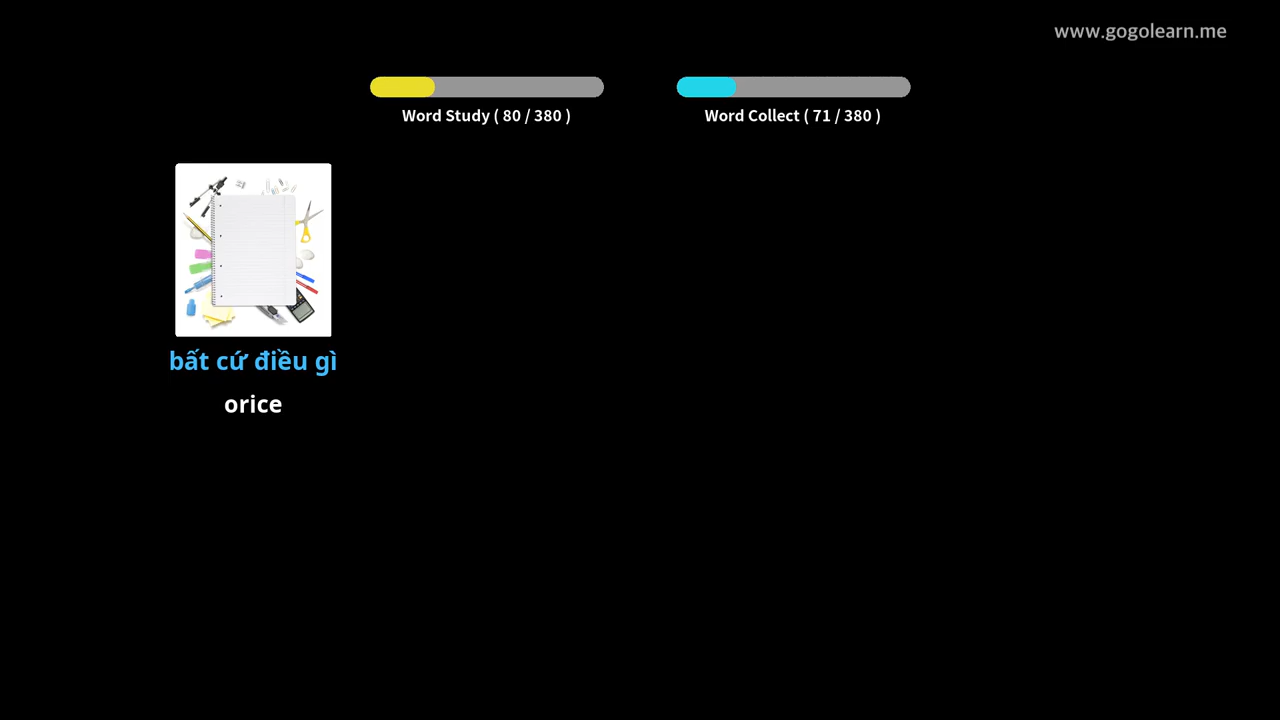 www.gogolearn.me
Word Study ( 80 / 380 )
Word Collect ( 71 / 380 )
bất cứ điều gì
orice